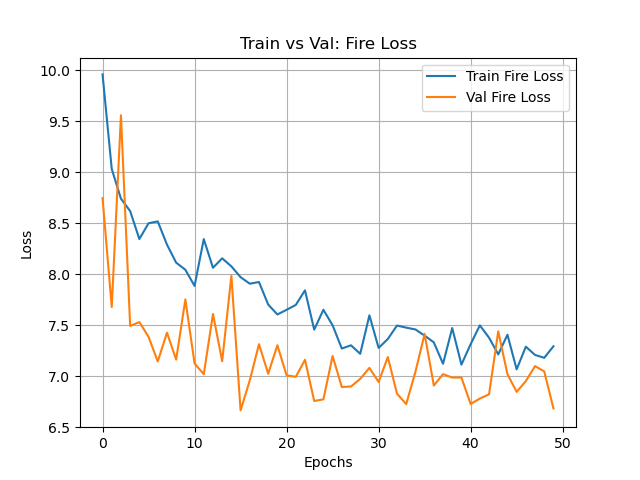 Train vs Val: Fire Loss
Train Fire Loss
Val Fire Loss
Loss
10.0
9.5
9.0
8.5
8.0
7.5
7.0
6.5
0 10 20 30 40 50
Epochs